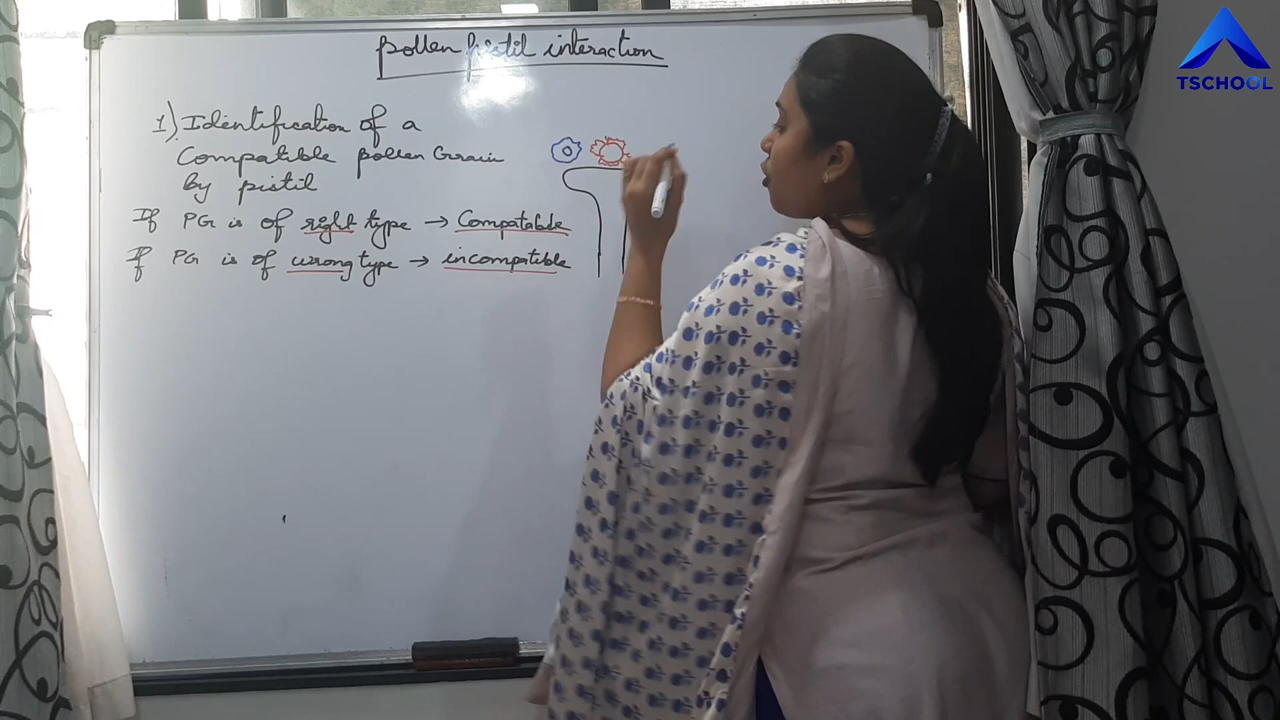 pollen pistil interaction
TSCHOOL
1) Identification of a
Compatible pollen Grain
by pistil
If PG is of right type → Compatable
If PG is of wrong type → incompatible